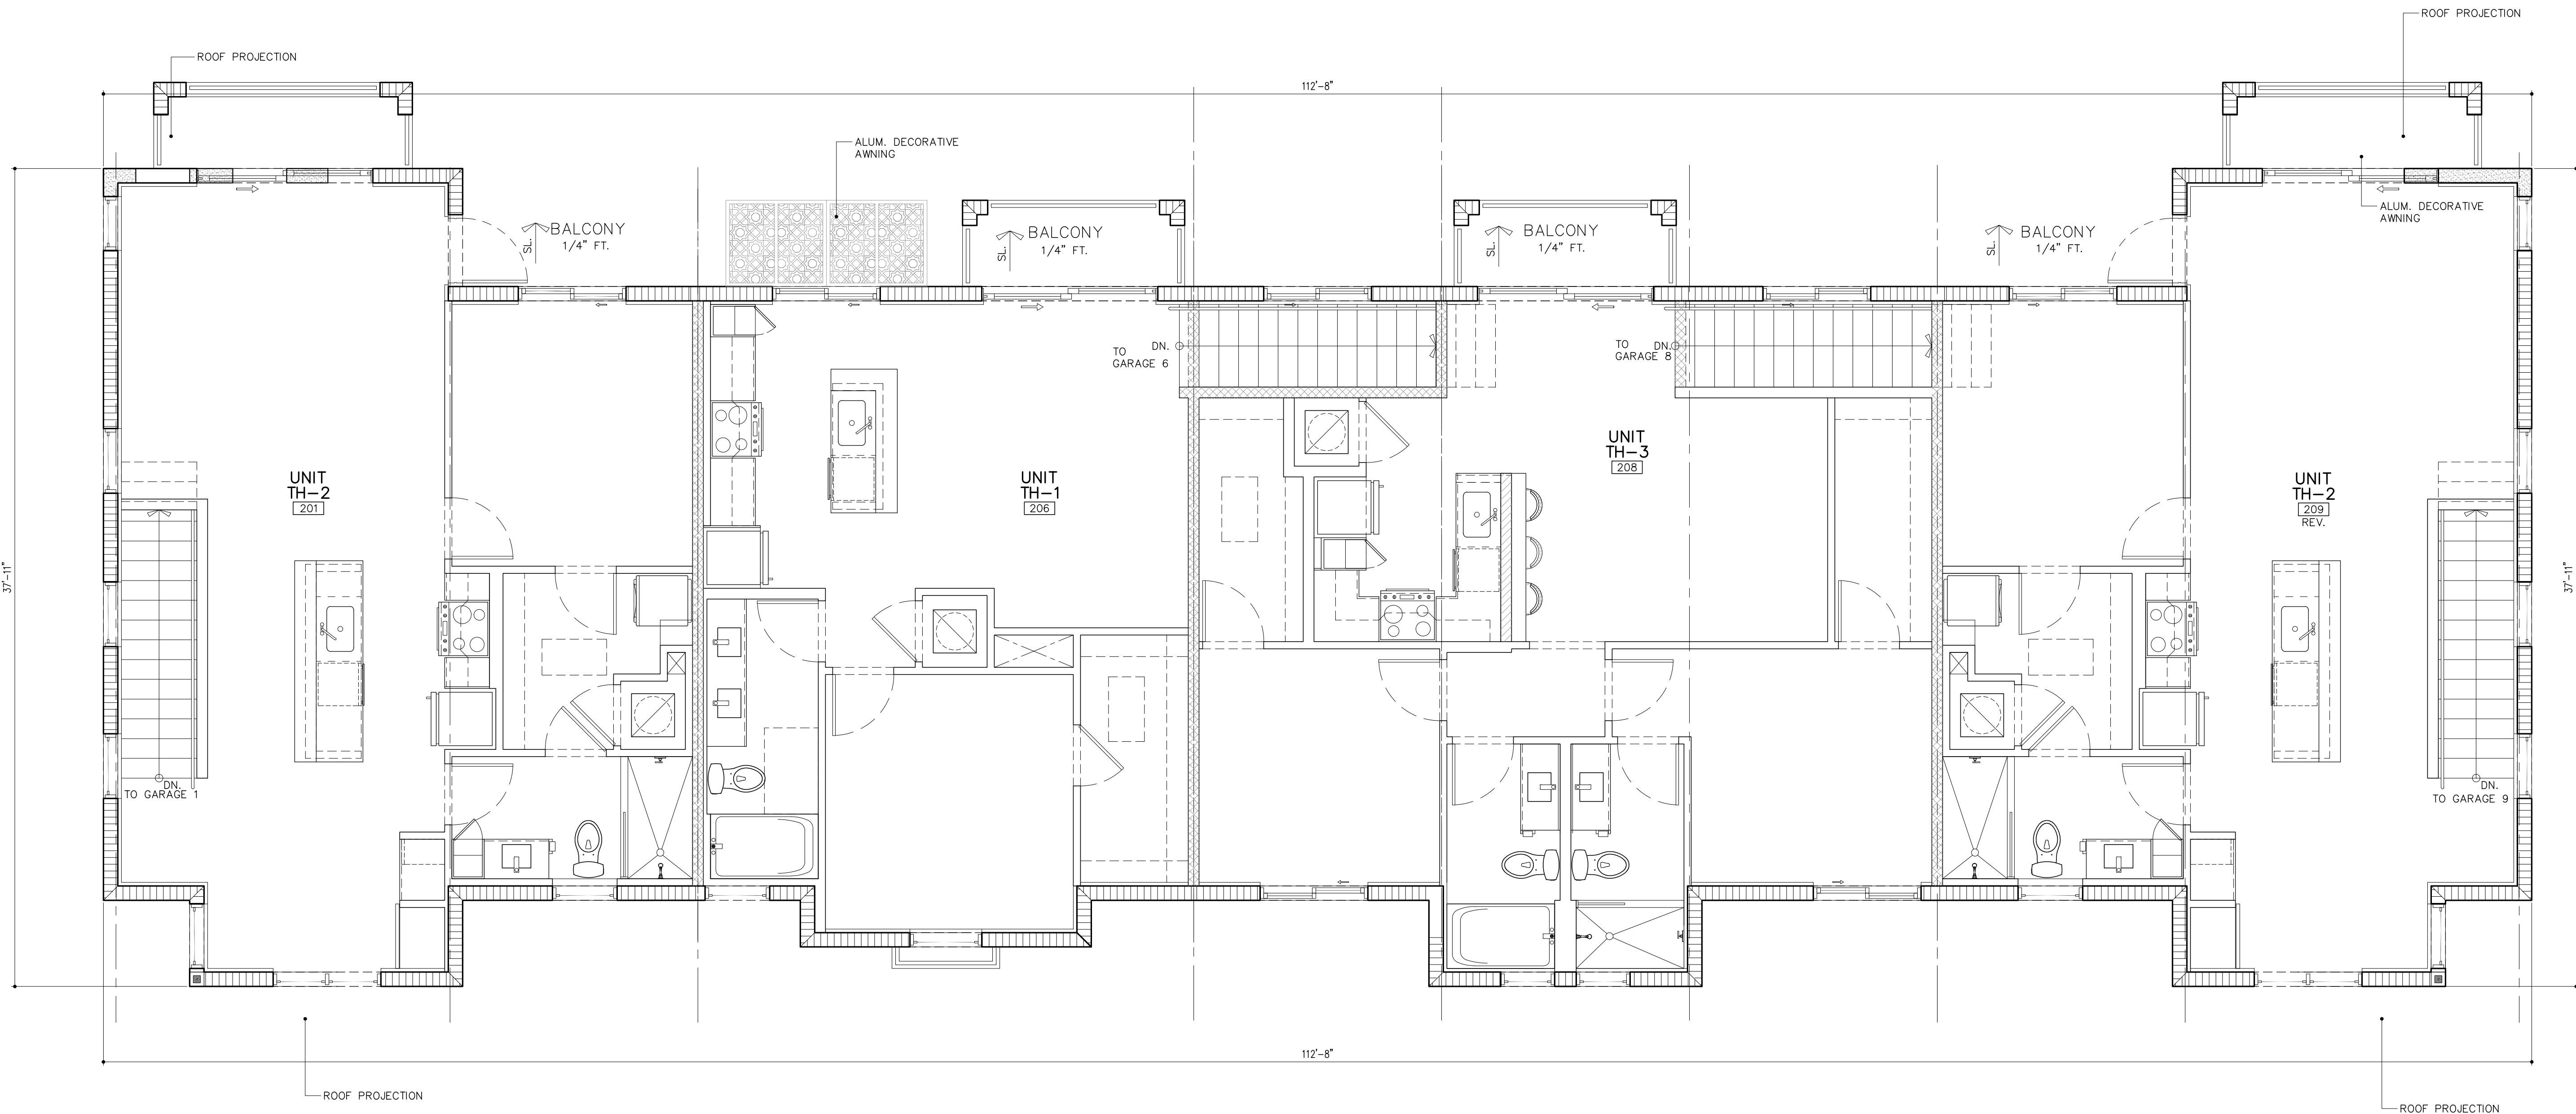 ROOF PROJECTION
ROOF PROJECTION
112'-8"
ALUM. DECORATIVE
AWNING
ALUM. DECORATIVE
AWNING
SL.
BALCONY
1/4" FT.
SL.
BALCONY
1/4" FT.
SL.
BALCONY
1/4" FT.
SL.
BALCONY
1/4" FT.
TO
GARAGE 6
DN.
TO
GARAGE 8
DN.
UNIT
TH-2
201
UNIT
TH-1
206
UNIT
TH-3
208
UNIT
TH-2
209
REV.
37'-11"
37'-11"
DN.
TO GARAGE 1
DN.
TO GARAGE 9
112'-8"
ROOF PROJECTION
ROOF PROJECTION